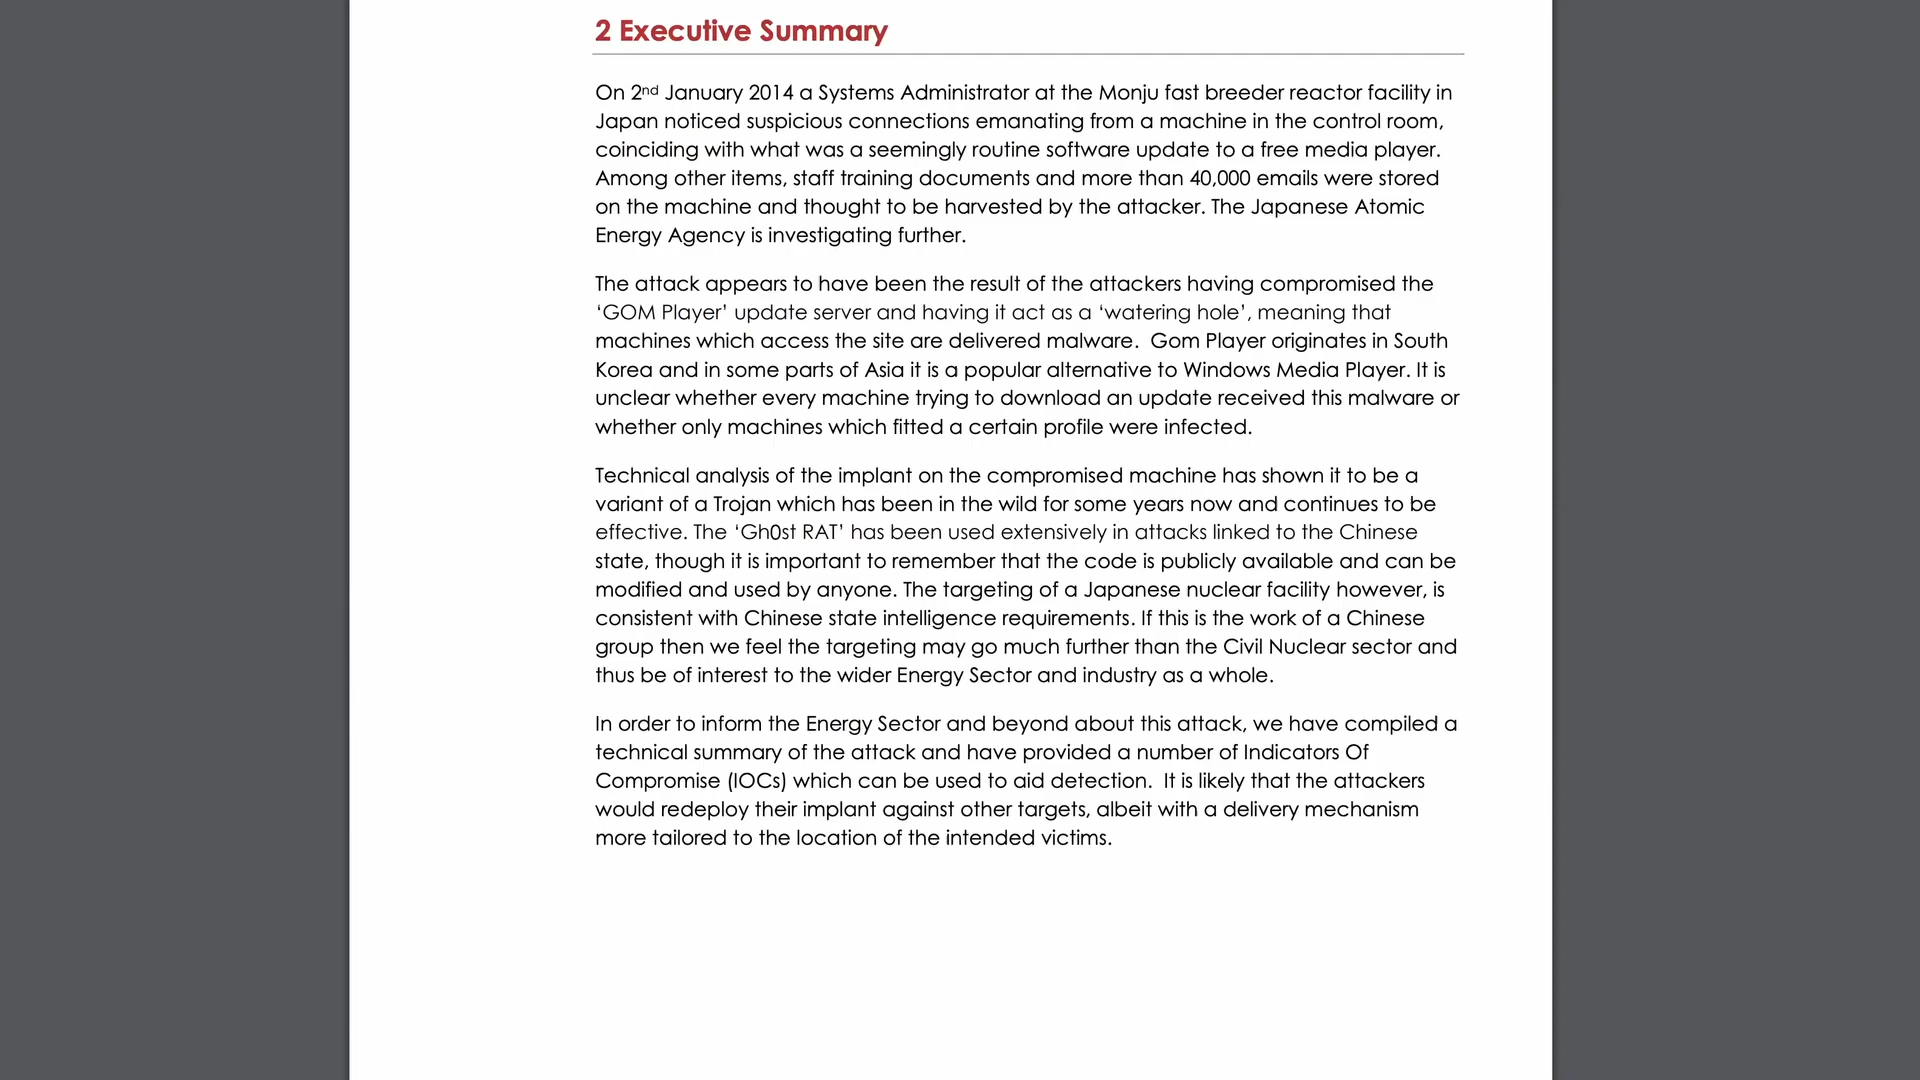 2 Executive Summary
On 2nd January 2014 a Systems Administrator at the Monju fast breeder reactor facility in
Japan noticed suspicious connections emanating from a machine in the control room,
coinciding with what was a seemingly routine software update to a free media player.
Among other items, staff training documents and more than 40,000 emails were stored
on the machine and thought to be harvested by the attacker. The Japanese Atomic
Energy Agency is investigating further.
The attack appears to have been the result of the attackers having compromised the
‘GOM Player’ update server and having it act as a ‘watering hole’, meaning that
machines which access the site are delivered malware.  Gom Player originates in South
Korea and in some parts of Asia it is a popular alternative to Windows Media Player. It is
unclear whether every machine trying to download an update received this malware or
whether only machines which fitted a certain profile were infected.
Technical analysis of the implant on the compromised machine has shown it to be a
variant of a Trojan which has been in the wild for some years now and continues to be
effective. The ‘Gh0st RAT’ has been used extensively in attacks linked to the Chinese
state, though it is important to remember that the code is publicly available and can be
modified and used by anyone. The targeting of a Japanese nuclear facility however, is
consistent with Chinese state intelligence requirements. If this is the work of a Chinese
group then we feel the targeting may go much further than the Civil Nuclear sector and
thus be of interest to the wider Energy Sector and industry as a whole.
In order to inform the Energy Sector and beyond about this attack, we have compiled a
technical summary of the attack and have provided a number of Indicators Of
Compromise (IOCs) which can be used to aid detection.  It is likely that the attackers
would redeploy their implant against other targets, albeit with a delivery mechanism
more tailored to the location of the intended victims.